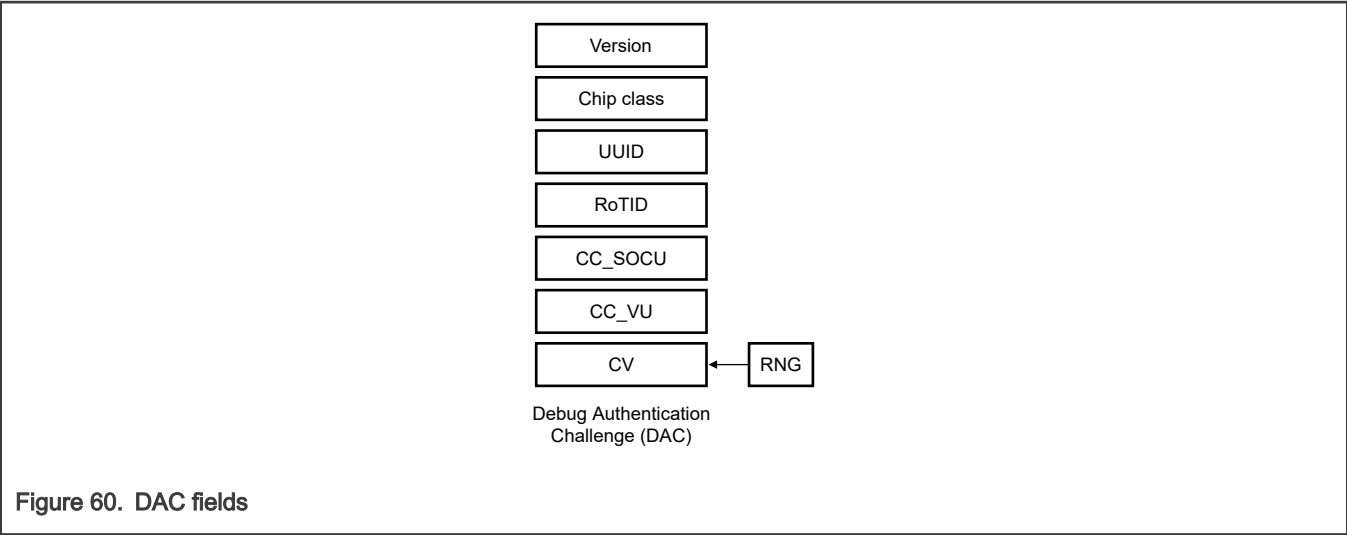 Version
Chip class
UUID
RoTID
CC_SOCU
CC_VU
CV
RNG
Debug Authentication
Challenge (DAC)
Figure 60. DAC fields